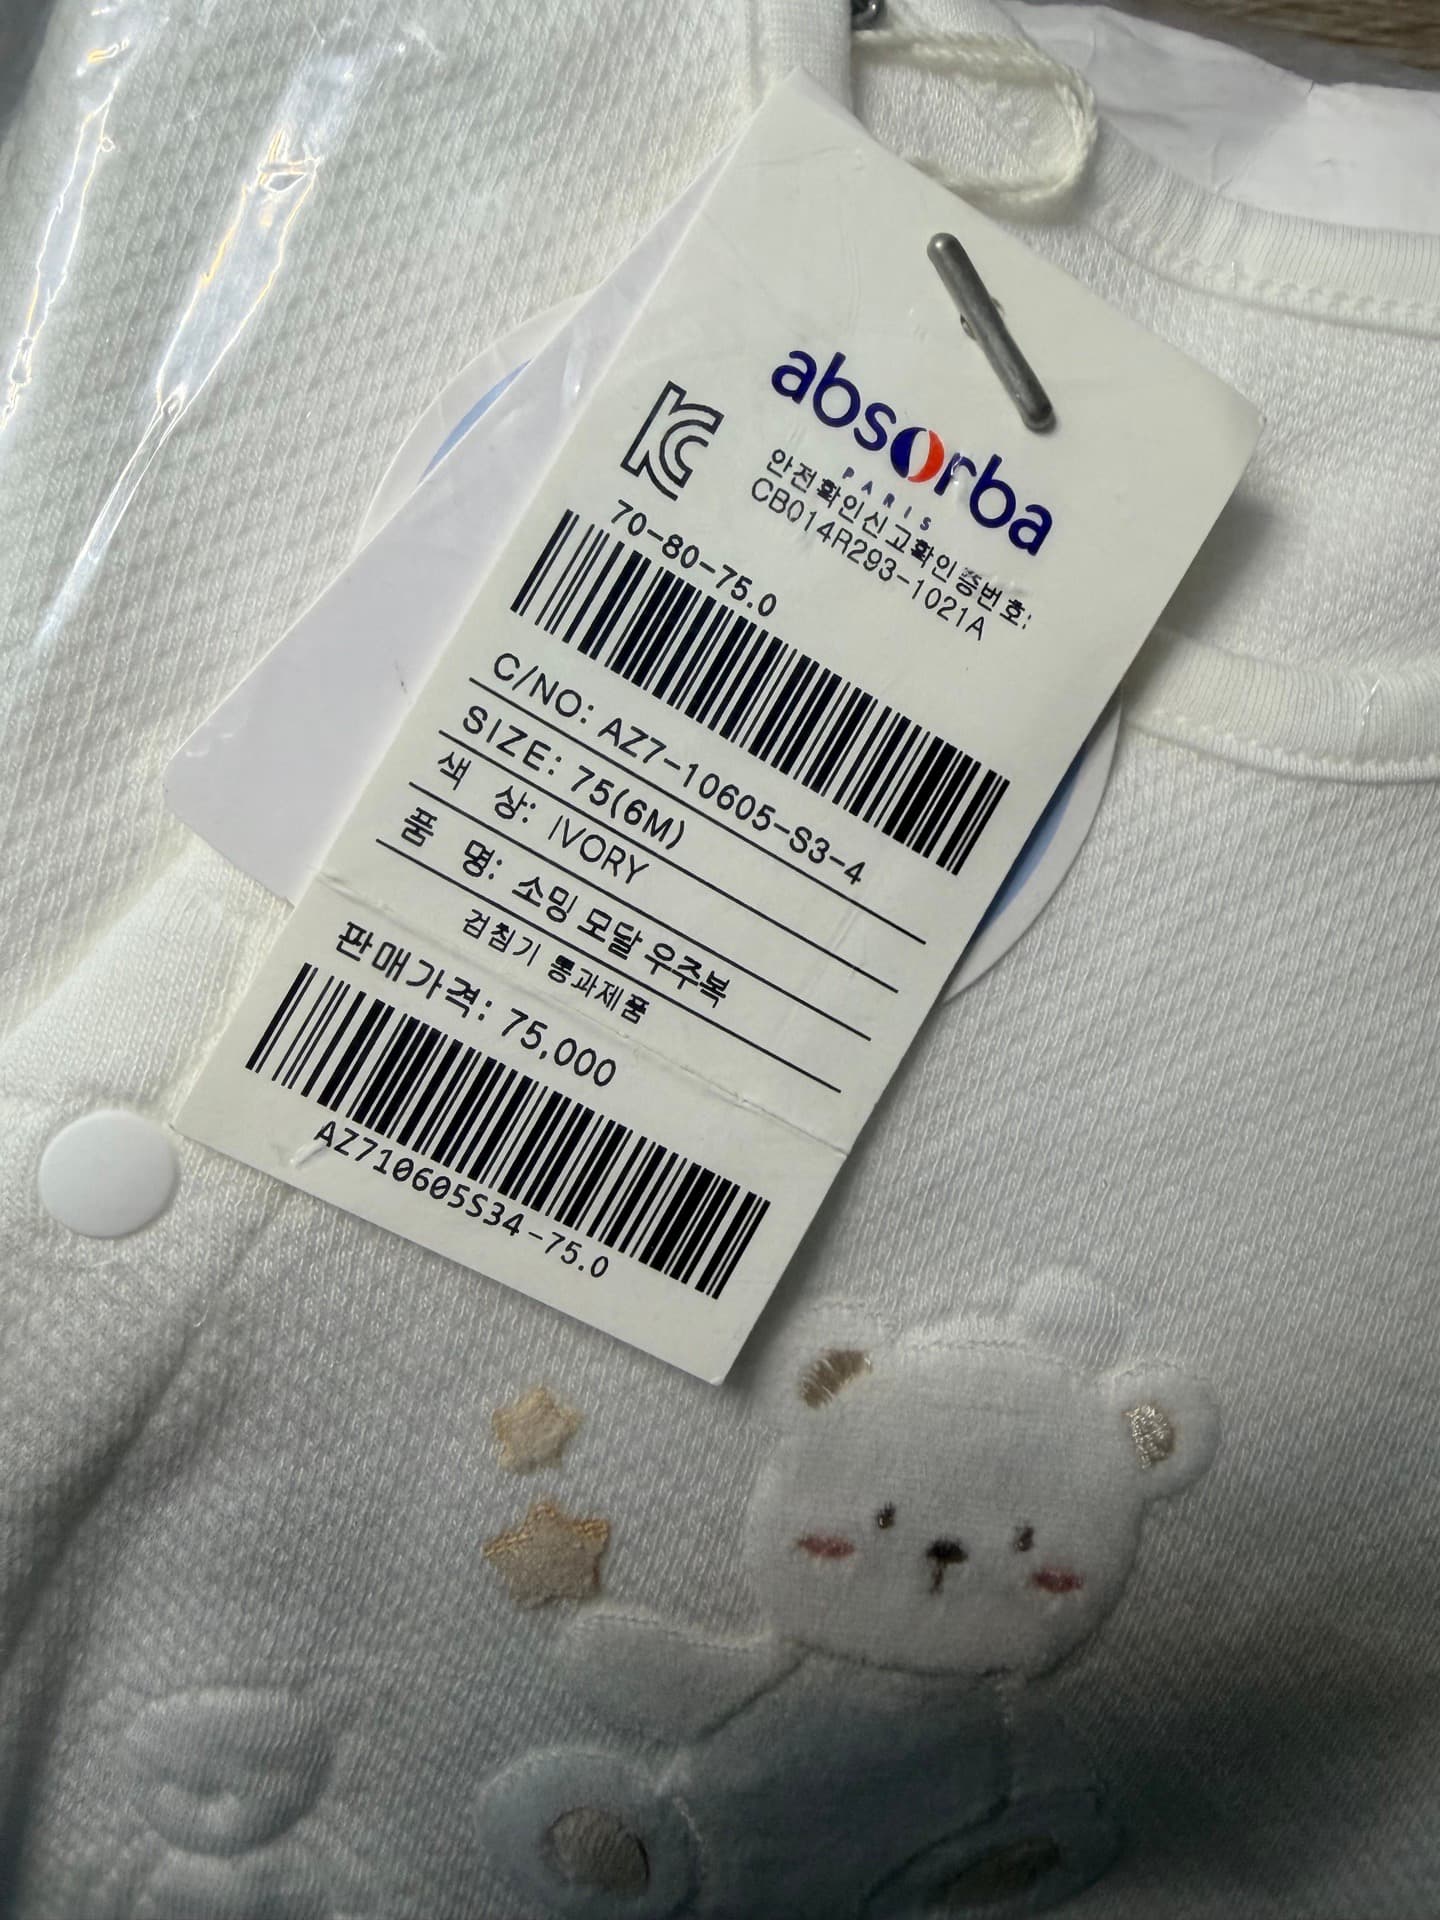 absorba
PARIS
안전확인신고확인증번호:
CB014R293-1021A
70-80-75.0
C/NO: AZ7-10605-S3-4
SIZE: 75(6M)
색 상: IVORY
품 명: 소밍 모달 우주복
검침기 통과제품
판매가격: 75,000
AZ710605S34-75.0